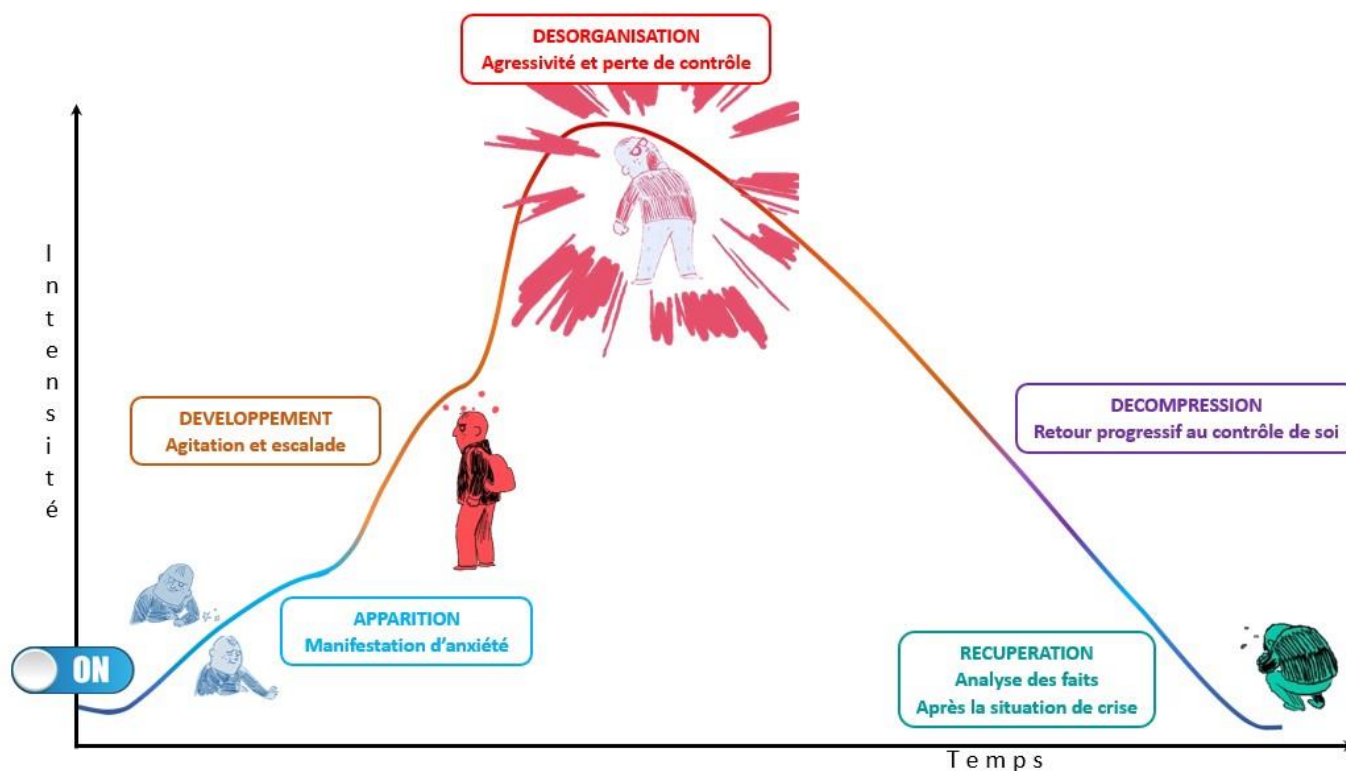 DESORGANISATION
Agressivité et perte de contrôle
Intensité
DEVELOPPEMENT
Agitation et escalade
DECOMPRESSION
Retour progressif au contrôle de soi
APPARITION
Manifestation d'anxiété
ON
RECUPERATION
Analyse des faits
Après la situation de crise
Temps